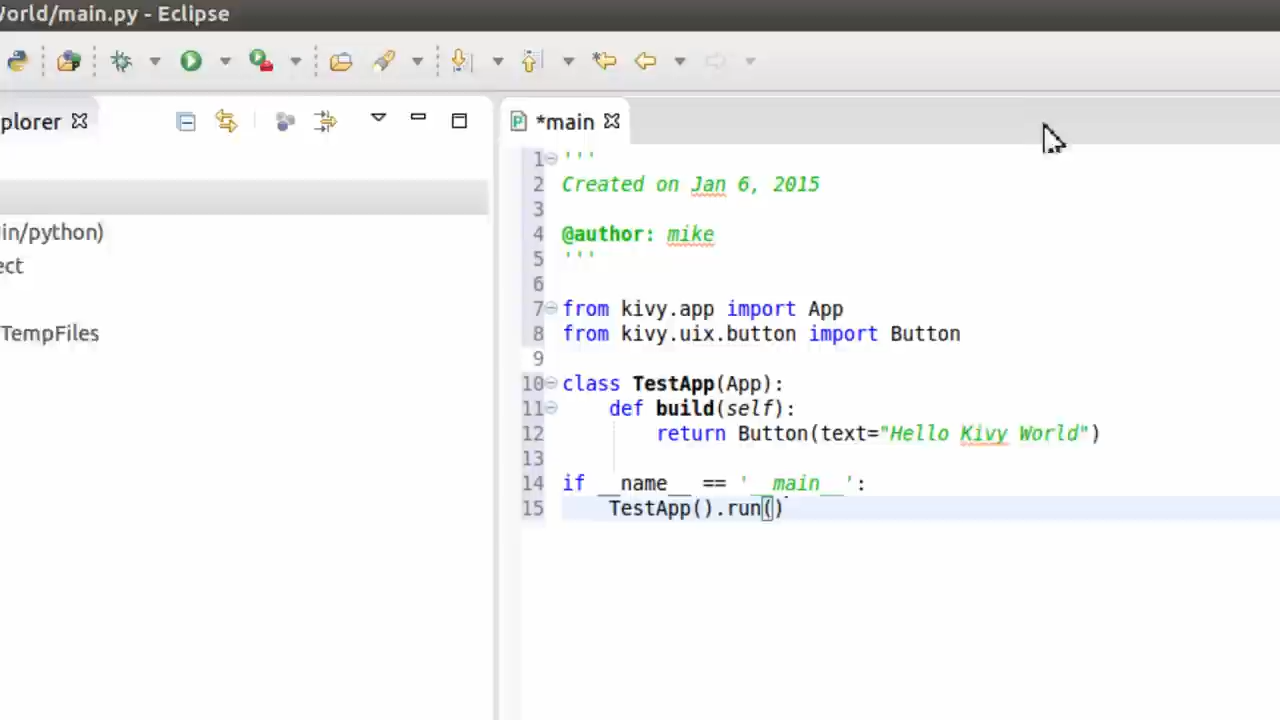 World/main.py - Eclipse
plorer
*main
in/python)
ect
TempFiles
1 '''
2 Created on Jan 6, 2015
3
4 @author: mike
5 '''
6
7 from kivy.app import App
8 from kivy.uix.button import Button
9
10 class TestApp(App):
11 def build(self):
12 return Button(text="Hello Kivy World")
13
14 if __name__ == '__main__':
15 TestApp().run()